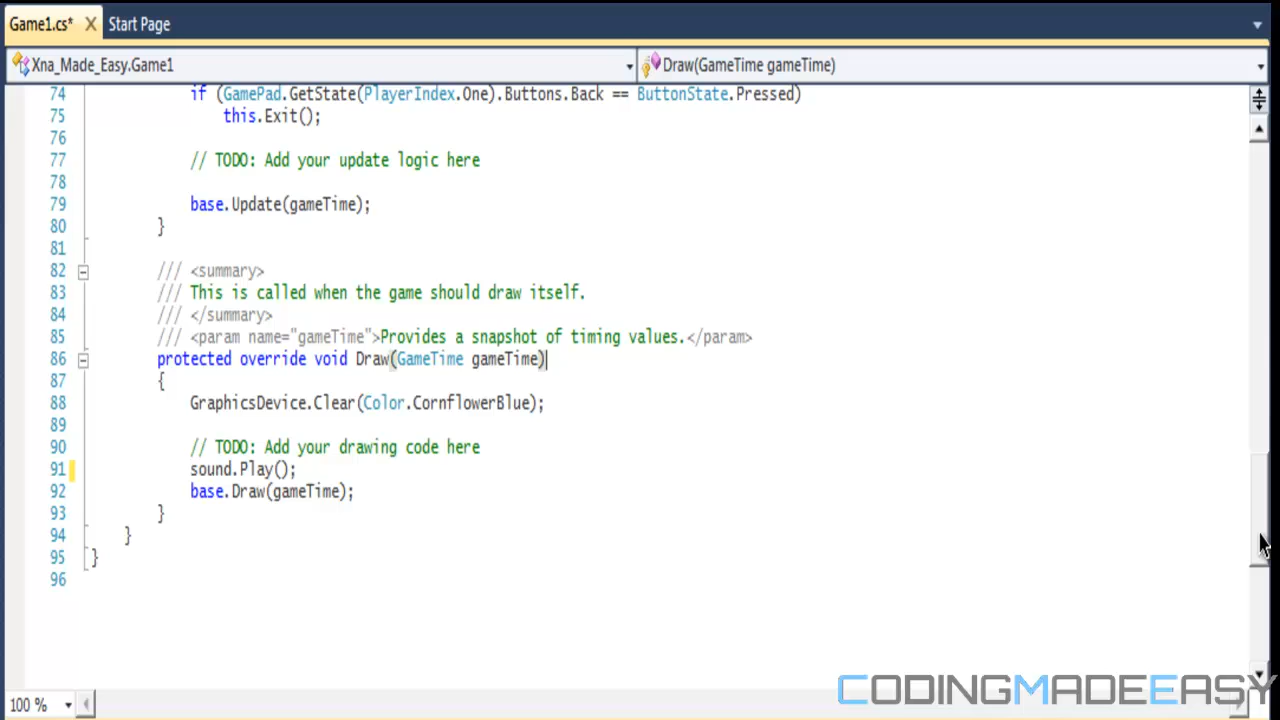 Game1.cs* X Start Page
Xna_Made_Easy.Game1 Draw(GameTime gameTime)
74 if (GamePad.GetState(PlayerIndex.One).Buttons.Back == ButtonState.Pressed)
75 this.Exit();
76
77 // TODO: Add your update logic here
78
79 base.Update(gameTime);
80 }
81
82 /// <summary>
83 /// This is called when the game should draw itself.
84 /// </summary>
85 /// <param name="gameTime">Provides a snapshot of timing values.</param>
86 protected override void Draw(GameTime gameTime)
87 {
88 GraphicsDevice.Clear(Color.CornflowerBlue);
89
90 // TODO: Add your drawing code here
91 sound.Play();
92 base.Draw(gameTime);
93 }
94 }
95 }
96
100 %
CODINGMADEEASY